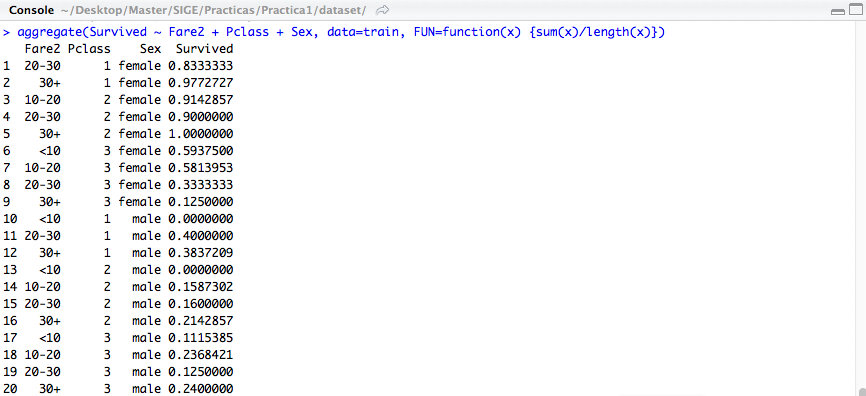 Console ~/Desktop/Master/SIGE/Practicas/Practica1/dataset/
> aggregate(Survived ~ Fare2 + Pclass + Sex, data=train, FUN=function(x) {sum(x)/length(x)})
Fare2 Pclass Sex Survived
1 20-30 1 female 0.8333333
2 30+ 1 female 0.9772727
3 10-20 2 female 0.9142857
4 20-30 2 female 0.9000000
5 30+ 2 female 1.0000000
6 <10 3 female 0.5937500
7 10-20 3 female 0.5813953
8 20-30 3 female 0.3333333
9 30+ 3 female 0.1250000
10 <10 1 male 0.0000000
11 20-30 1 male 0.4000000
12 30+ 1 male 0.3837209
13 <10 2 male 0.0000000
14 10-20 2 male 0.1587302
15 20-30 2 male 0.1600000
16 30+ 2 male 0.2142857
17 <10 3 male 0.1115385
18 10-20 3 male 0.2368421
19 20-30 3 male 0.1250000
20 30+ 3 male 0.2400000